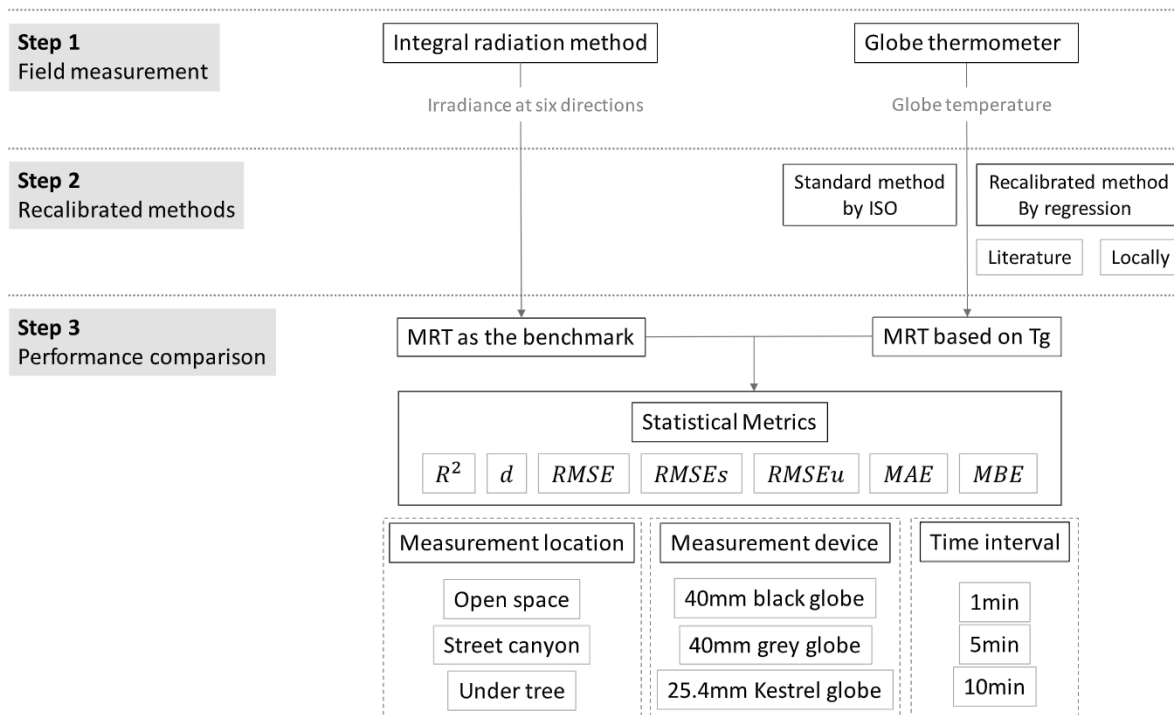 Step 1
Field measurement
Integral radiation method
Globe thermometer
Irradiance at six directions
Globe temperature
Step 2
Recalibrated methods
Standard method
by ISO
Recalibrated method
By regression
Literature
Locally
Step 3
Performance comparison
MRT as the benchmark
MRT based on Tg
Statistical Metrics
R²
d
RMSE
RMSEs
RMSEu
MAE
MBE
Measurement location
Open space
Street canyon
Under tree
Measurement device
40mm black globe
40mm grey globe
25.4mm Kestrel globe
Time interval
1min
5min
10min